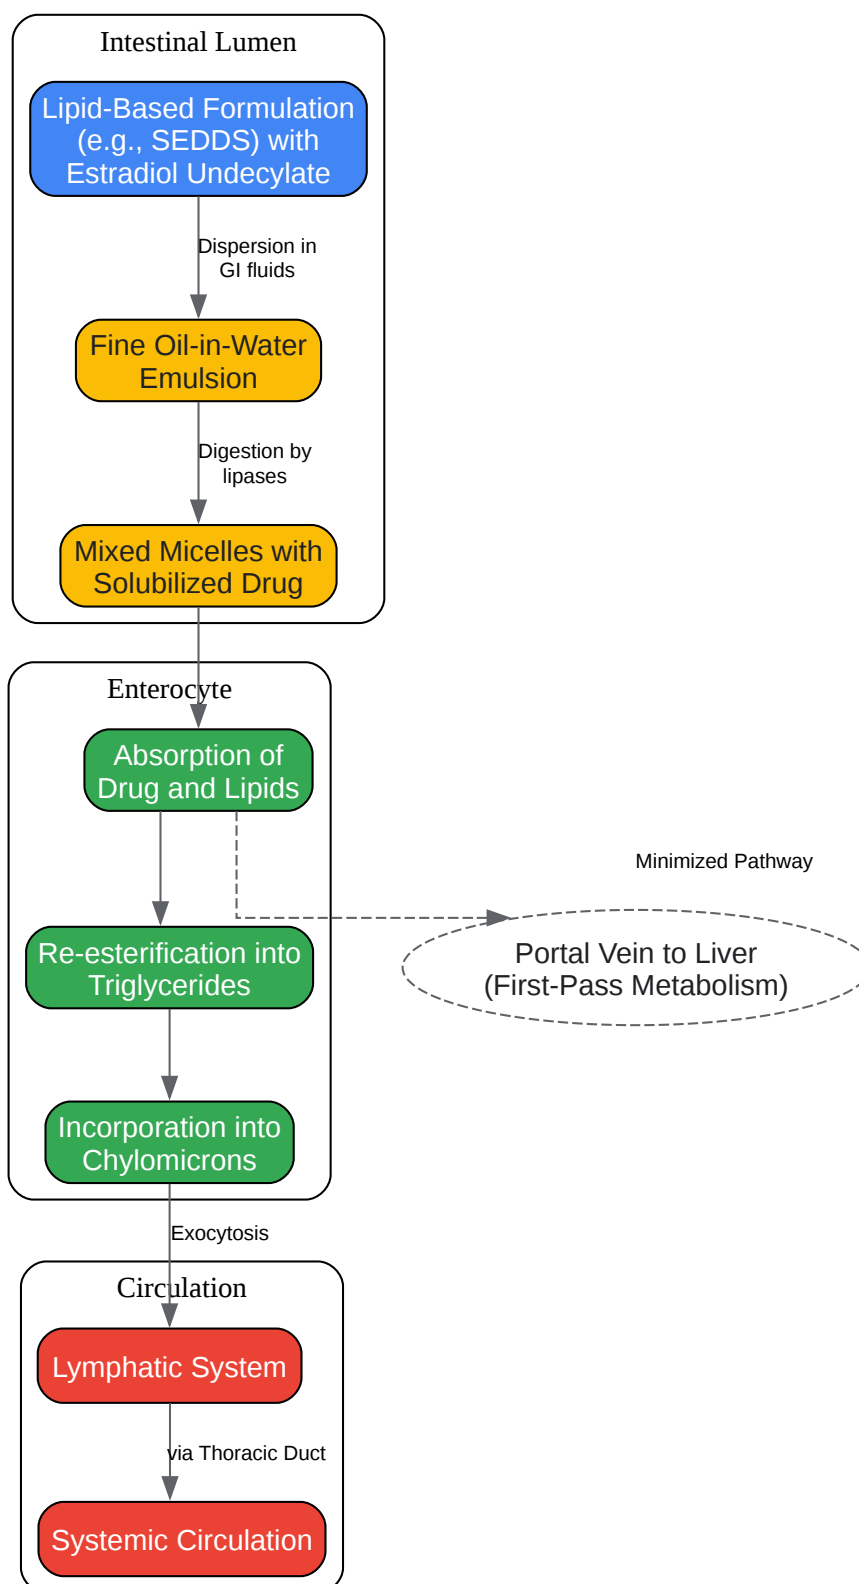 Intestinal Lumen
Lipid-Based Formulation
(e.g., SEDDS) with
Estradiol Undecylate
Dispersion in
GI fluids
Fine Oil-in-Water
Emulsion
Digestion by
lipases
Mixed Micelles with
Solubilized Drug
Enterocyte
Absorption of
Drug and Lipids
Minimized Pathway
Portal Vein to Liver
(First-Pass Metabolism)
Re-esterification into
Triglycerides
Incorporation into
Chylomicrons
Exocytosis
Circulation
Lymphatic System
via Thoracic Duct
Systemic Circulation